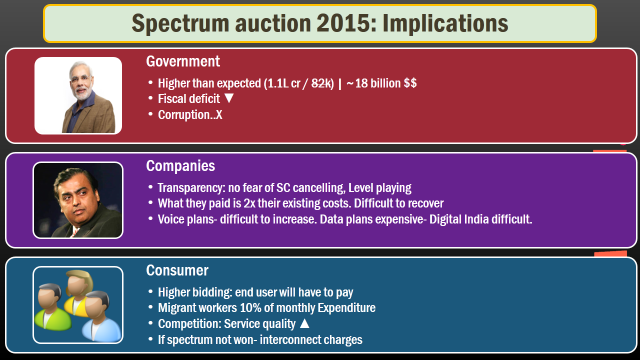 Spectrum auction 2015: Implications
Government
• Higher than expected (1.1L cr / 82k) | ~18 billion $$
• Fiscal deficit ▼
• Corruption..X
Companies
• Transparency: no fear of SC cancelling, Level playing
• What they paid is 2x their existing costs. Difficult to recover
• Voice plans- difficult to increase. Data plans expensive- Digital India difficult.
Consumer
• Higher bidding: end user will have to pay
• Migrant workers 10% of monthly Expenditure
• Competition: Service quality ▲
• If spectrum not won- interconnect charges